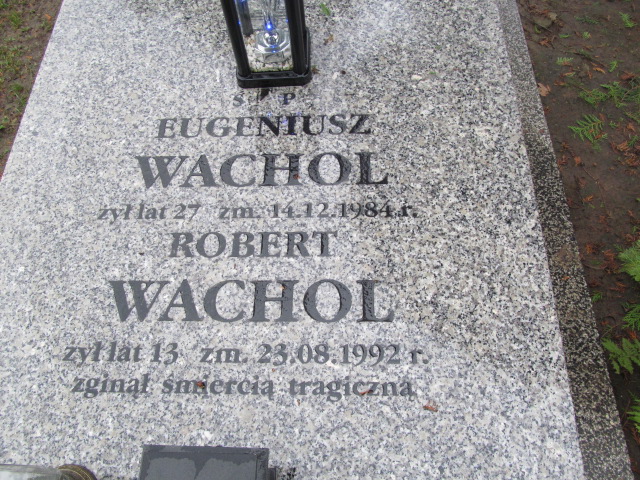 Ś P
EUGENIUSZ
WACHOL
żył lat 27 zm. 14.12.1984 r.
ROBERT
WACHOL
żył lat 13 zm. 23.08.1992 r.
zginął śmiercią tragiczną